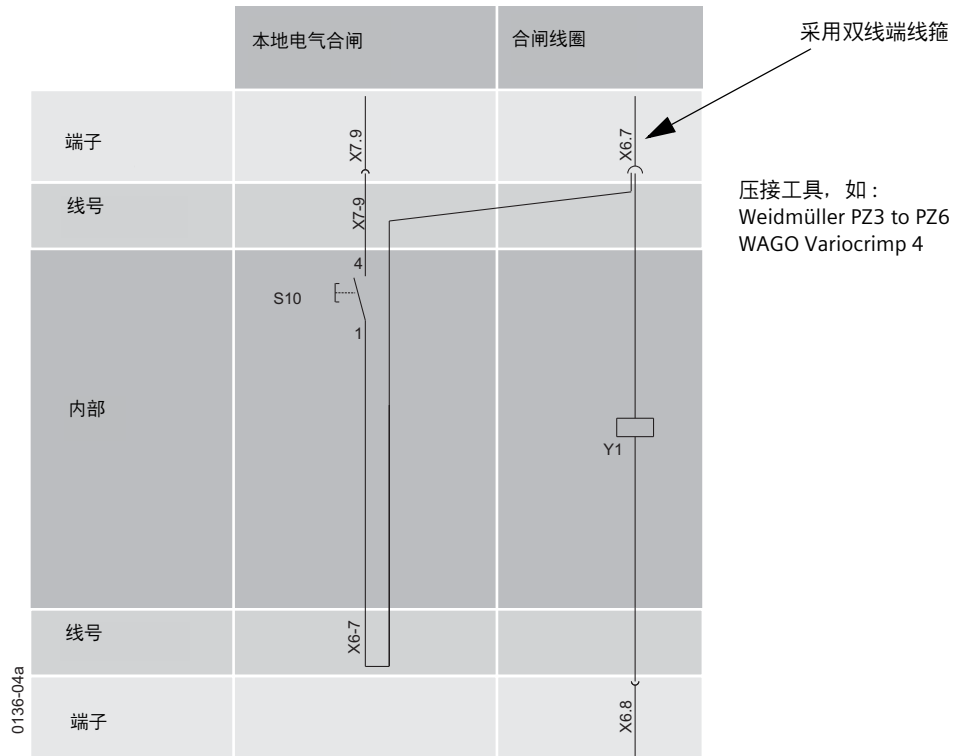 本地电气合闸
合闸线圈
采用双线端线箍
端子
X7.9
X6.7
线号
X7-9
压接工具，如：
Weidmüller PZ3 to PZ6
WAGO Variocrimp 4
4
S10
1
内部
Y1
线号
X6-7
端子
X6.8
0136-04a